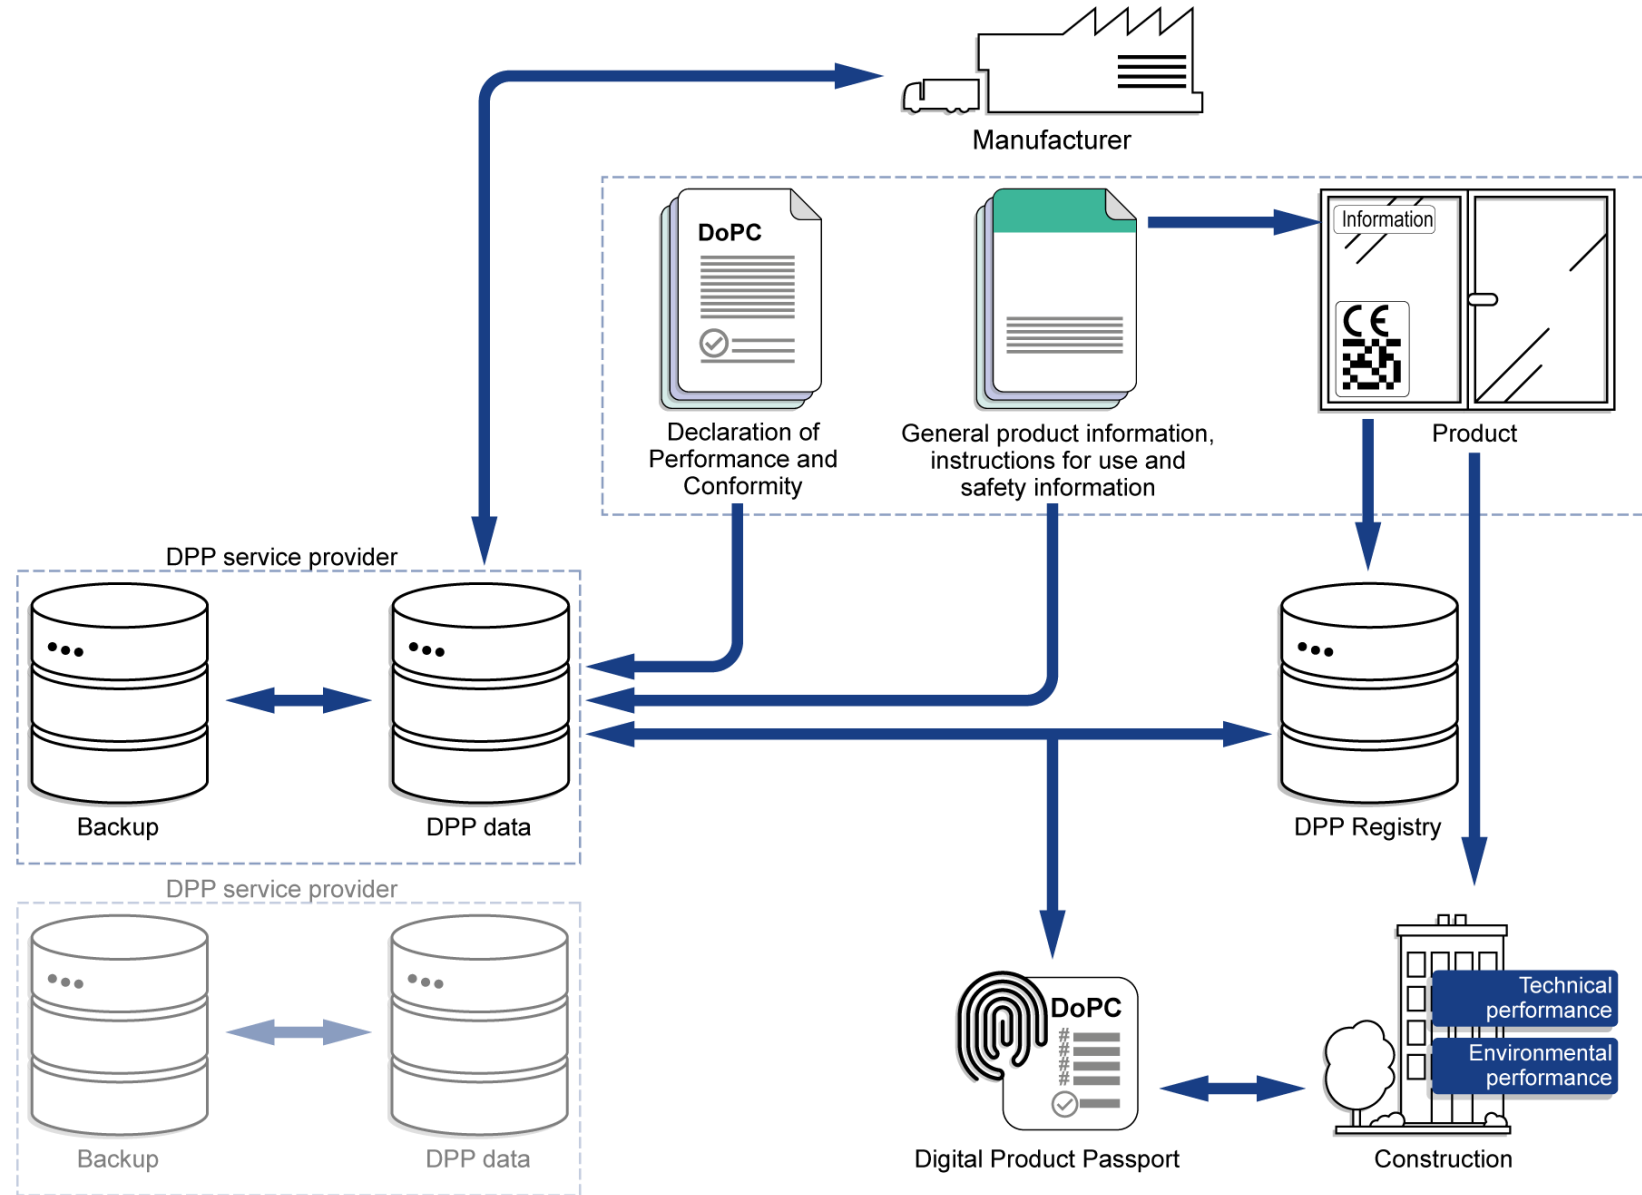 Manufacturer
DoPC
Information
CE
Declaration of
Performance and
Conformity
General product information,
instructions for use and
safety information
Product
DPP service provider
Backup
DPP data
DPP Registry
DPP service provider
Backup
DPP data
DoPC
#
#
#
#
Digital Product Passport
Technical
performance
Environmental
performance
Construction